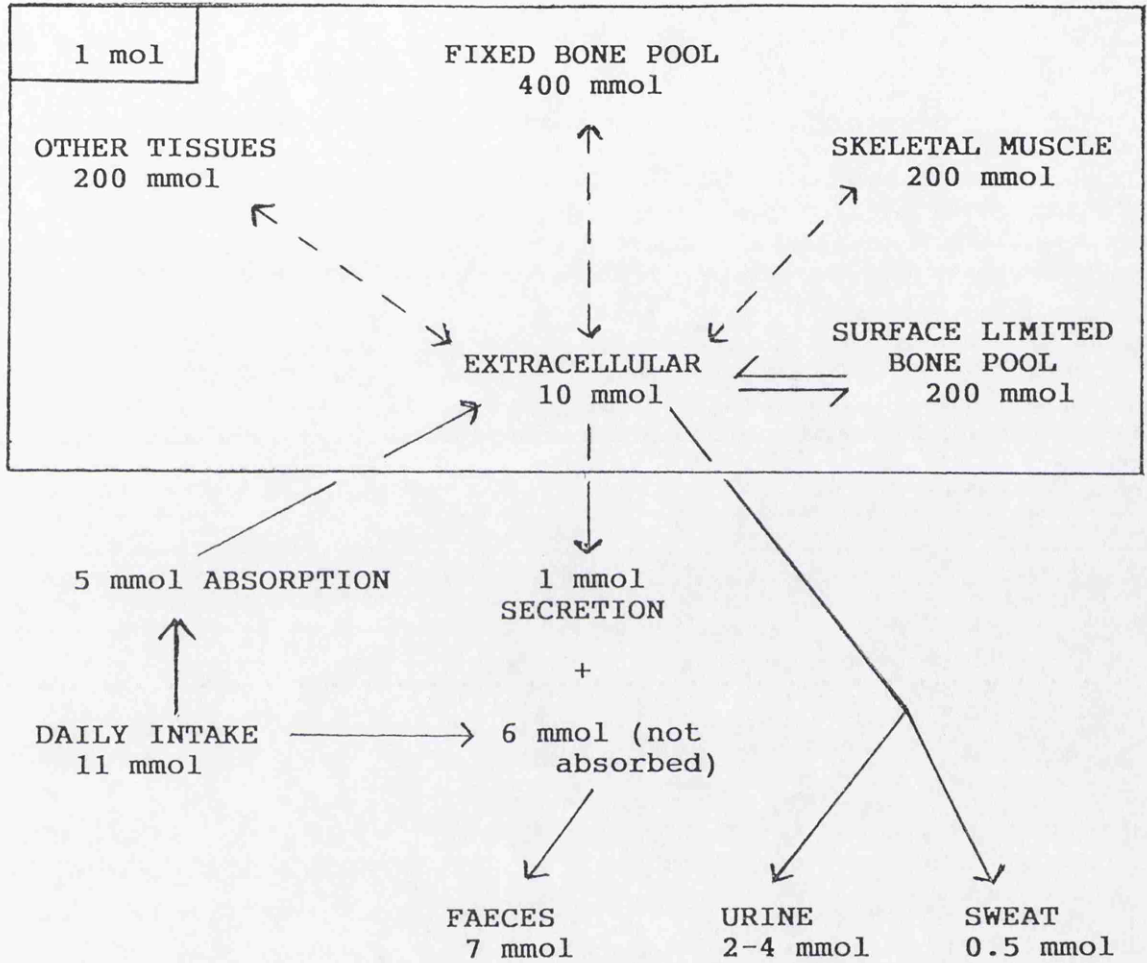 1 mol
FIXED BONE POOL
400 mmol
OTHER TISSUES
200 mmol
SKELETAL MUSCLE
200 mmol
EXTRACELLULAR
10 mmol
SURFACE LIMITED
BONE POOL
200 mmol
5 mmol ABSORPTION
1 mmol
SECRETION
+
DAILY INTAKE
11 mmol
6 mmol (not
absorbed)
FAECES
7 mmol
URINE
2-4 mmol
SWEAT
0.5 mmol